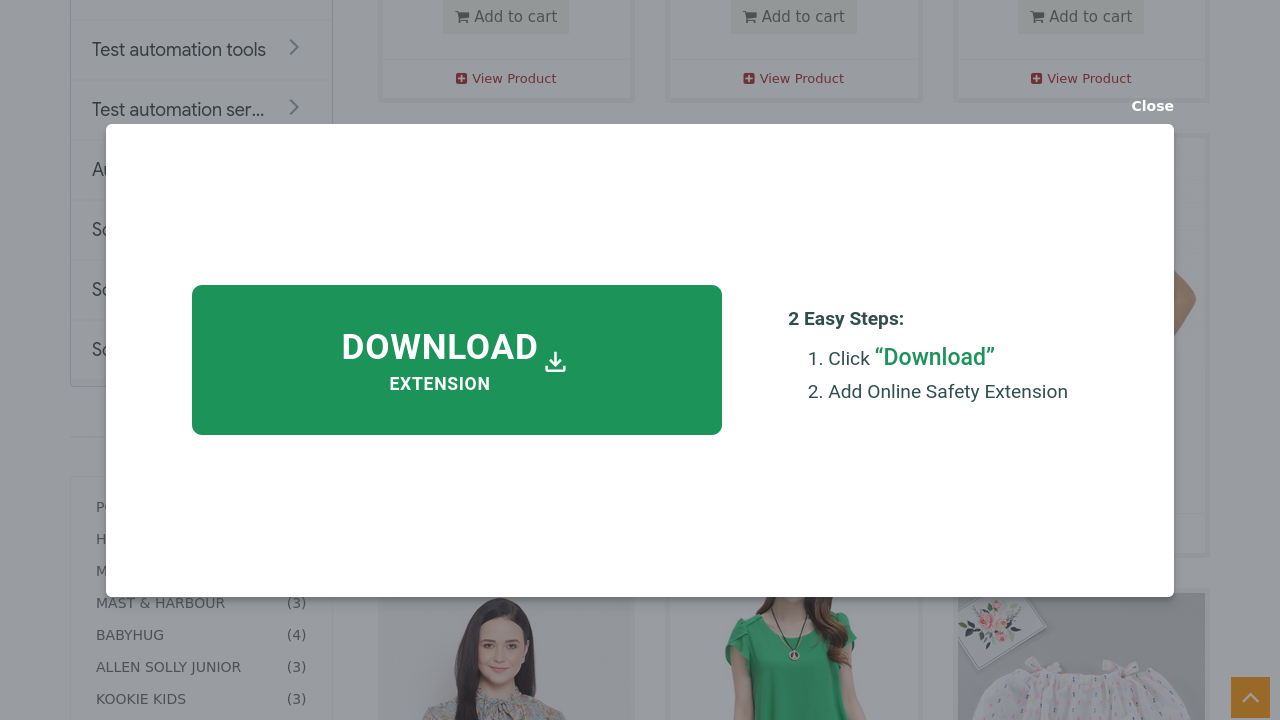 Add to cart
Add to cart
Add to cart
Test automation tools
View Product
View Product
View Product
Test automation ser...
Close
DOWNLOAD
EXTENSION
2 Easy Steps:
1. Click “Download”
2. Add Online Safety Extension
MAST & HARBOUR (3)
BABYHUG (4)
ALLEN SOLLY JUNIOR (3)
KOOKIE KIDS (3)